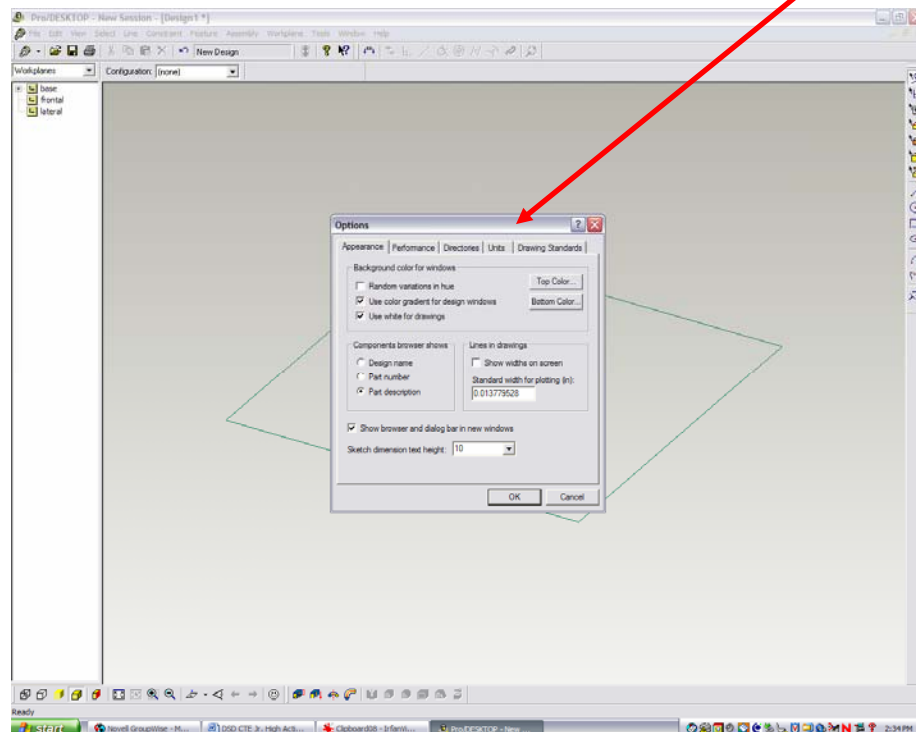 Pro/DESKTOP - New Session - [Design1 *]
File Edit View Select Line Constraint Feature Assembly Workplane Tools Window Help
New Design
Workplanes
Configuration: (none)
base
frontal
lateral
Options
Appearance Performance Directories Units Drawing Standards
Background color for windows
Random variations in hue
Top Color...
Use color gradient for design windows
Bottom Color...
Use white for drawings
Components browser shows
Lines in drawings
Design name
Show widths on screen
Part number
Standard width for plotting (in):
Part description
0.013779528
Show browser and dialog bar in new windows
Sketch dimension text height: 10
OK Cancel
Ready
start
Novell GroupWise - M...
DSD CTE Jr. High Acti...
Clipboard08 - IrfanVi...
Pro/DESKTOP - New ...
2:34 PM